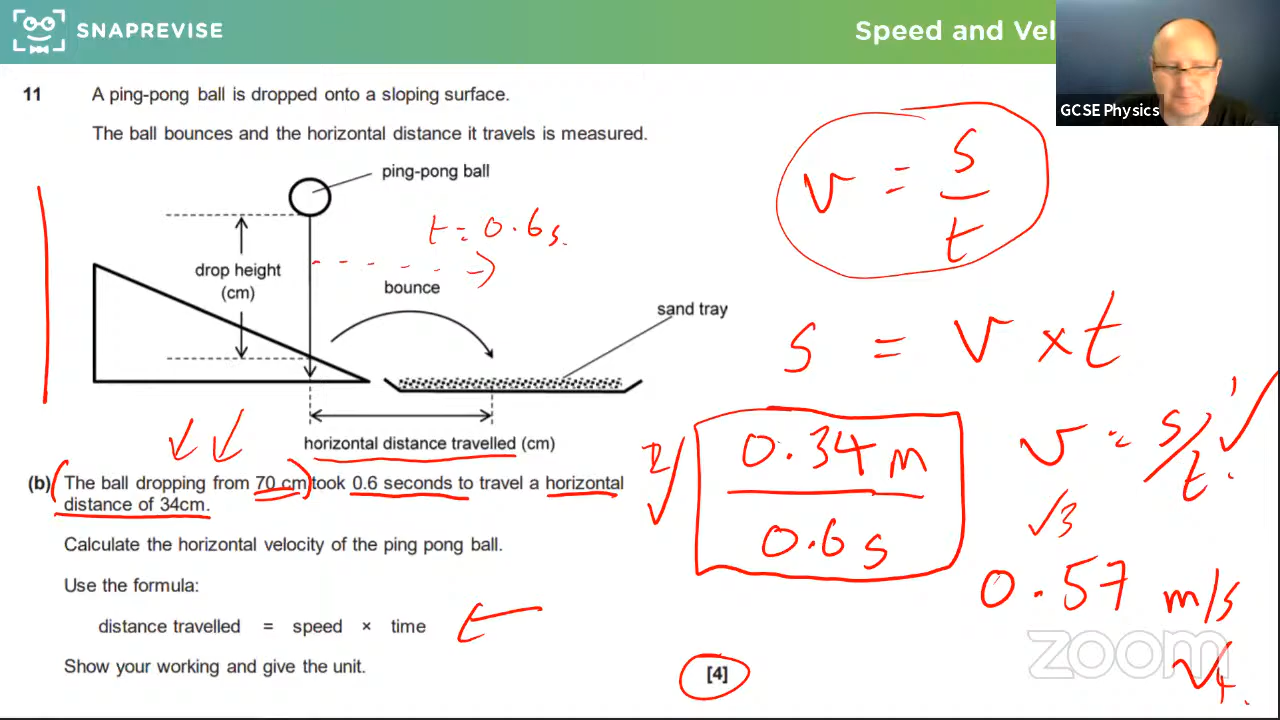 SNAPREVISE
Speed and Vel
GCSE Physics
11 A ping-pong ball is dropped onto a sloping surface.
The ball bounces and the horizontal distance it travels is measured.
ping-pong ball
t = 0.6s.
drop height
(cm)
bounce
sand tray
horizontal distance travelled (cm)
(b) The ball dropping from 70 cm took 0.6 seconds to travel a horizontal
distance of 34cm.
Calculate the horizontal velocity of the ping pong ball.
Use the formula:
distance travelled = speed × time
Show your working and give the unit.
[4]
v = s/t
s = v × t
v = s/t
1 ✓
2 ✓
0.34 m
0.6 s
✓3
0.57 m/s
✓4.
zoom